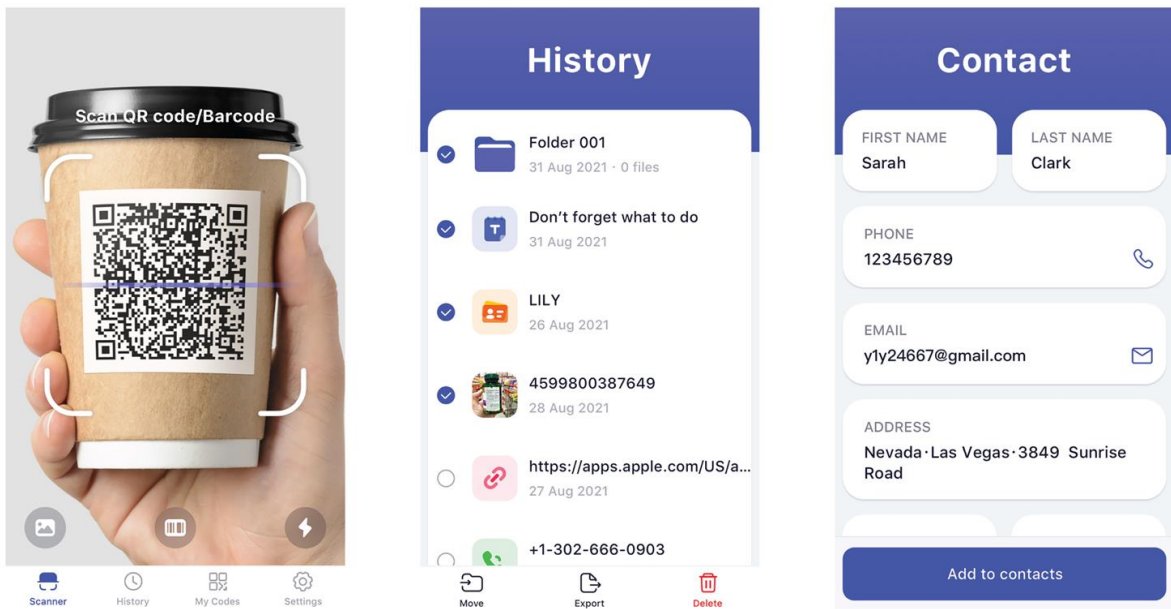 Scan QR code/Barcode
Scanner
History
My Codes
Settings
History
Folder 001
31 Aug 2021 · 0 files
T
Don't forget what to do
31 Aug 2021
LILY
26 Aug 2021
4599800387649
28 Aug 2021
https://apps.apple.com/US/a...
27 Aug 2021
+1-302-666-0903
Move
Export
Delete
Contact
FIRST NAME
Sarah
LAST NAME
Clark
PHONE
123456789
EMAIL
y1y24667@gmail.com
ADDRESS
Nevada·Las Vegas·3849 Sunrise
Road
Add to contacts